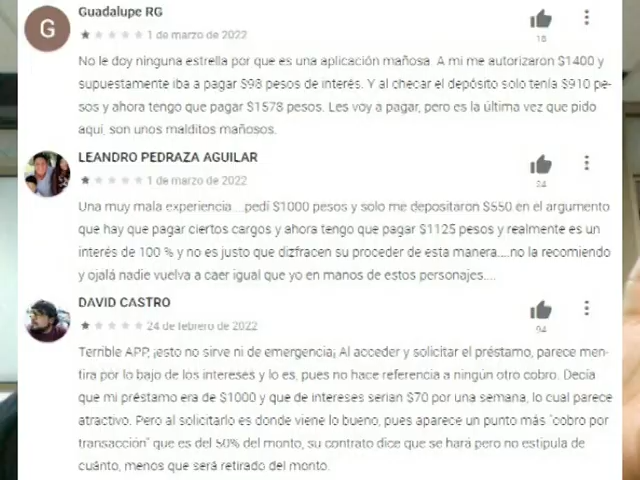 Guadalupe RG
G
1 de marzo de 2022
18
No le doy ninguna estrella por que es una aplicación mañosa. A mi me autorizaron $1400 y
supuestamente iba a pagar $98 pesos de interés. Y al checar el depósito solo tenía $910 pe-
sos y ahora tengo que pagar $1578 pesos. Les voy a pagar, pero es la última vez que pido
aquí, son unos malditos mañosos.
LEANDRO PEDRAZA AGUILAR
1 de marzo de 2022
24
Una muy mala experiencia....pedí $1000 pesos y solo me depositaron $550 en el argumento
que hay que pagar ciertos cargos y ahora tengo que pagar $1125 pesos y realmente es un
interés de 100 % y no es justo que dizfracen su proceder de esta manera.....no la recomiendo
y ojalá nadie vuelva a caer igual que yo en manos de estos personajes....
DAVID CASTRO
24 de febrero de 2022
94
Terrible APP, ¡esto no sirve ni de emergencia¡ Al acceder y solicitar el préstamo, parece men-
tira por lo bajo de los intereses y lo es, pues no hace referencia a ningún otro cobro. Decía
que mi préstamo era de $1000 y que de intereses serían $70 por una semana, lo cual parece
atractivo. Pero al solicitarlo es donde viene lo bueno, pues aparece un punto más "cobro por
transacción" que es del 50% del monto, su contrato dice que se hará pero no estipula de
cuánto, menos que será retirado del monto.